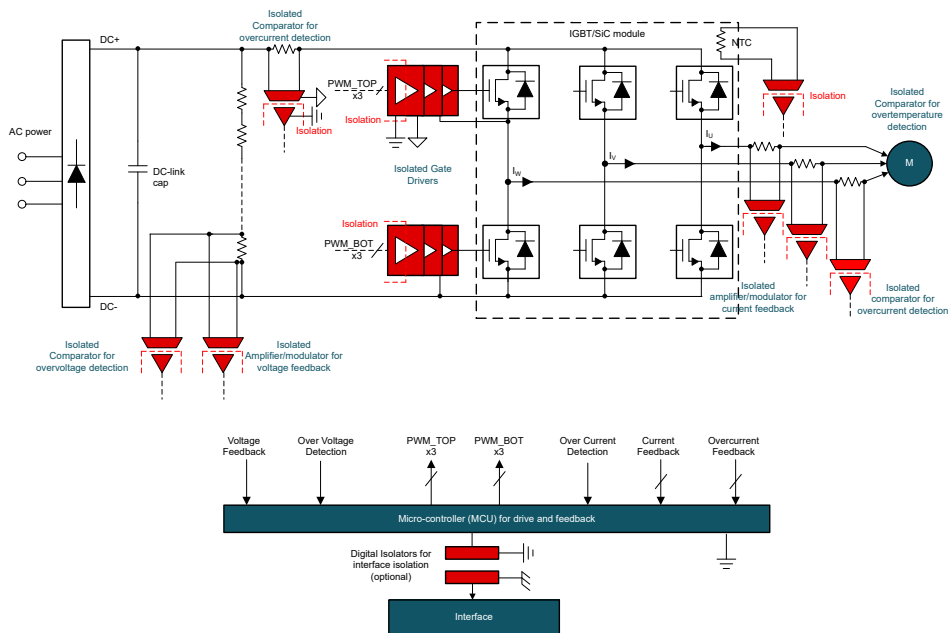 DC+
Isolated
Comparator for
overcurrent detection
IGBT/SiC module
NTC
PWM_TOP
x3
Isolation
Isolation
Isolation
Isolated
Comparator for
overtemperature
detection
AC power
DC-link
cap
Isolated Gate
Drivers
IU
IV
IW
M
Isolation
PWM_BOT
x3
DC-
Isolated
amplifier/modulator for
current feedback
Isolated
comparator for
overcurrent detection
Isolated
Comparator for
overvoltage detection
Isolated
Amplifier/modulator for
voltage feedback
Voltage
Feedback
Over Voltage
Detection
PWM_TOP
x3
PWM_BOT
x3
Over Current
Detection
Current
Feedback
Overcurrent
Feedback
Micro-controller (MCU) for drive and feedback
Digital Isolators for
interface isolation
(optional)
Interface